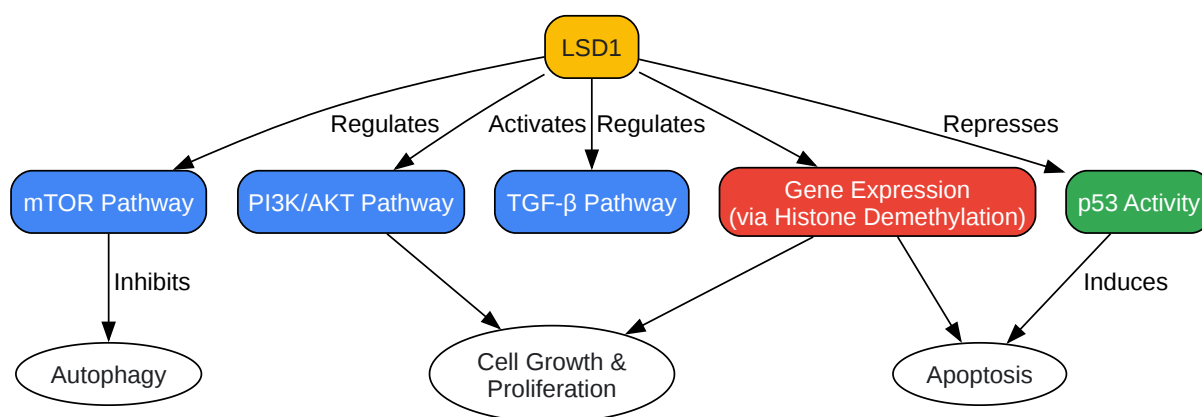 LSD1
Regulates
Activates
Regulates
Represses
mTOR Pathway
PI3K/AKT Pathway
TGF-β Pathway
Gene Expression
(via Histone Demethylation)
p53 Activity
Inhibits
Induces
Autophagy
Cell Growth &
Proliferation
Apoptosis